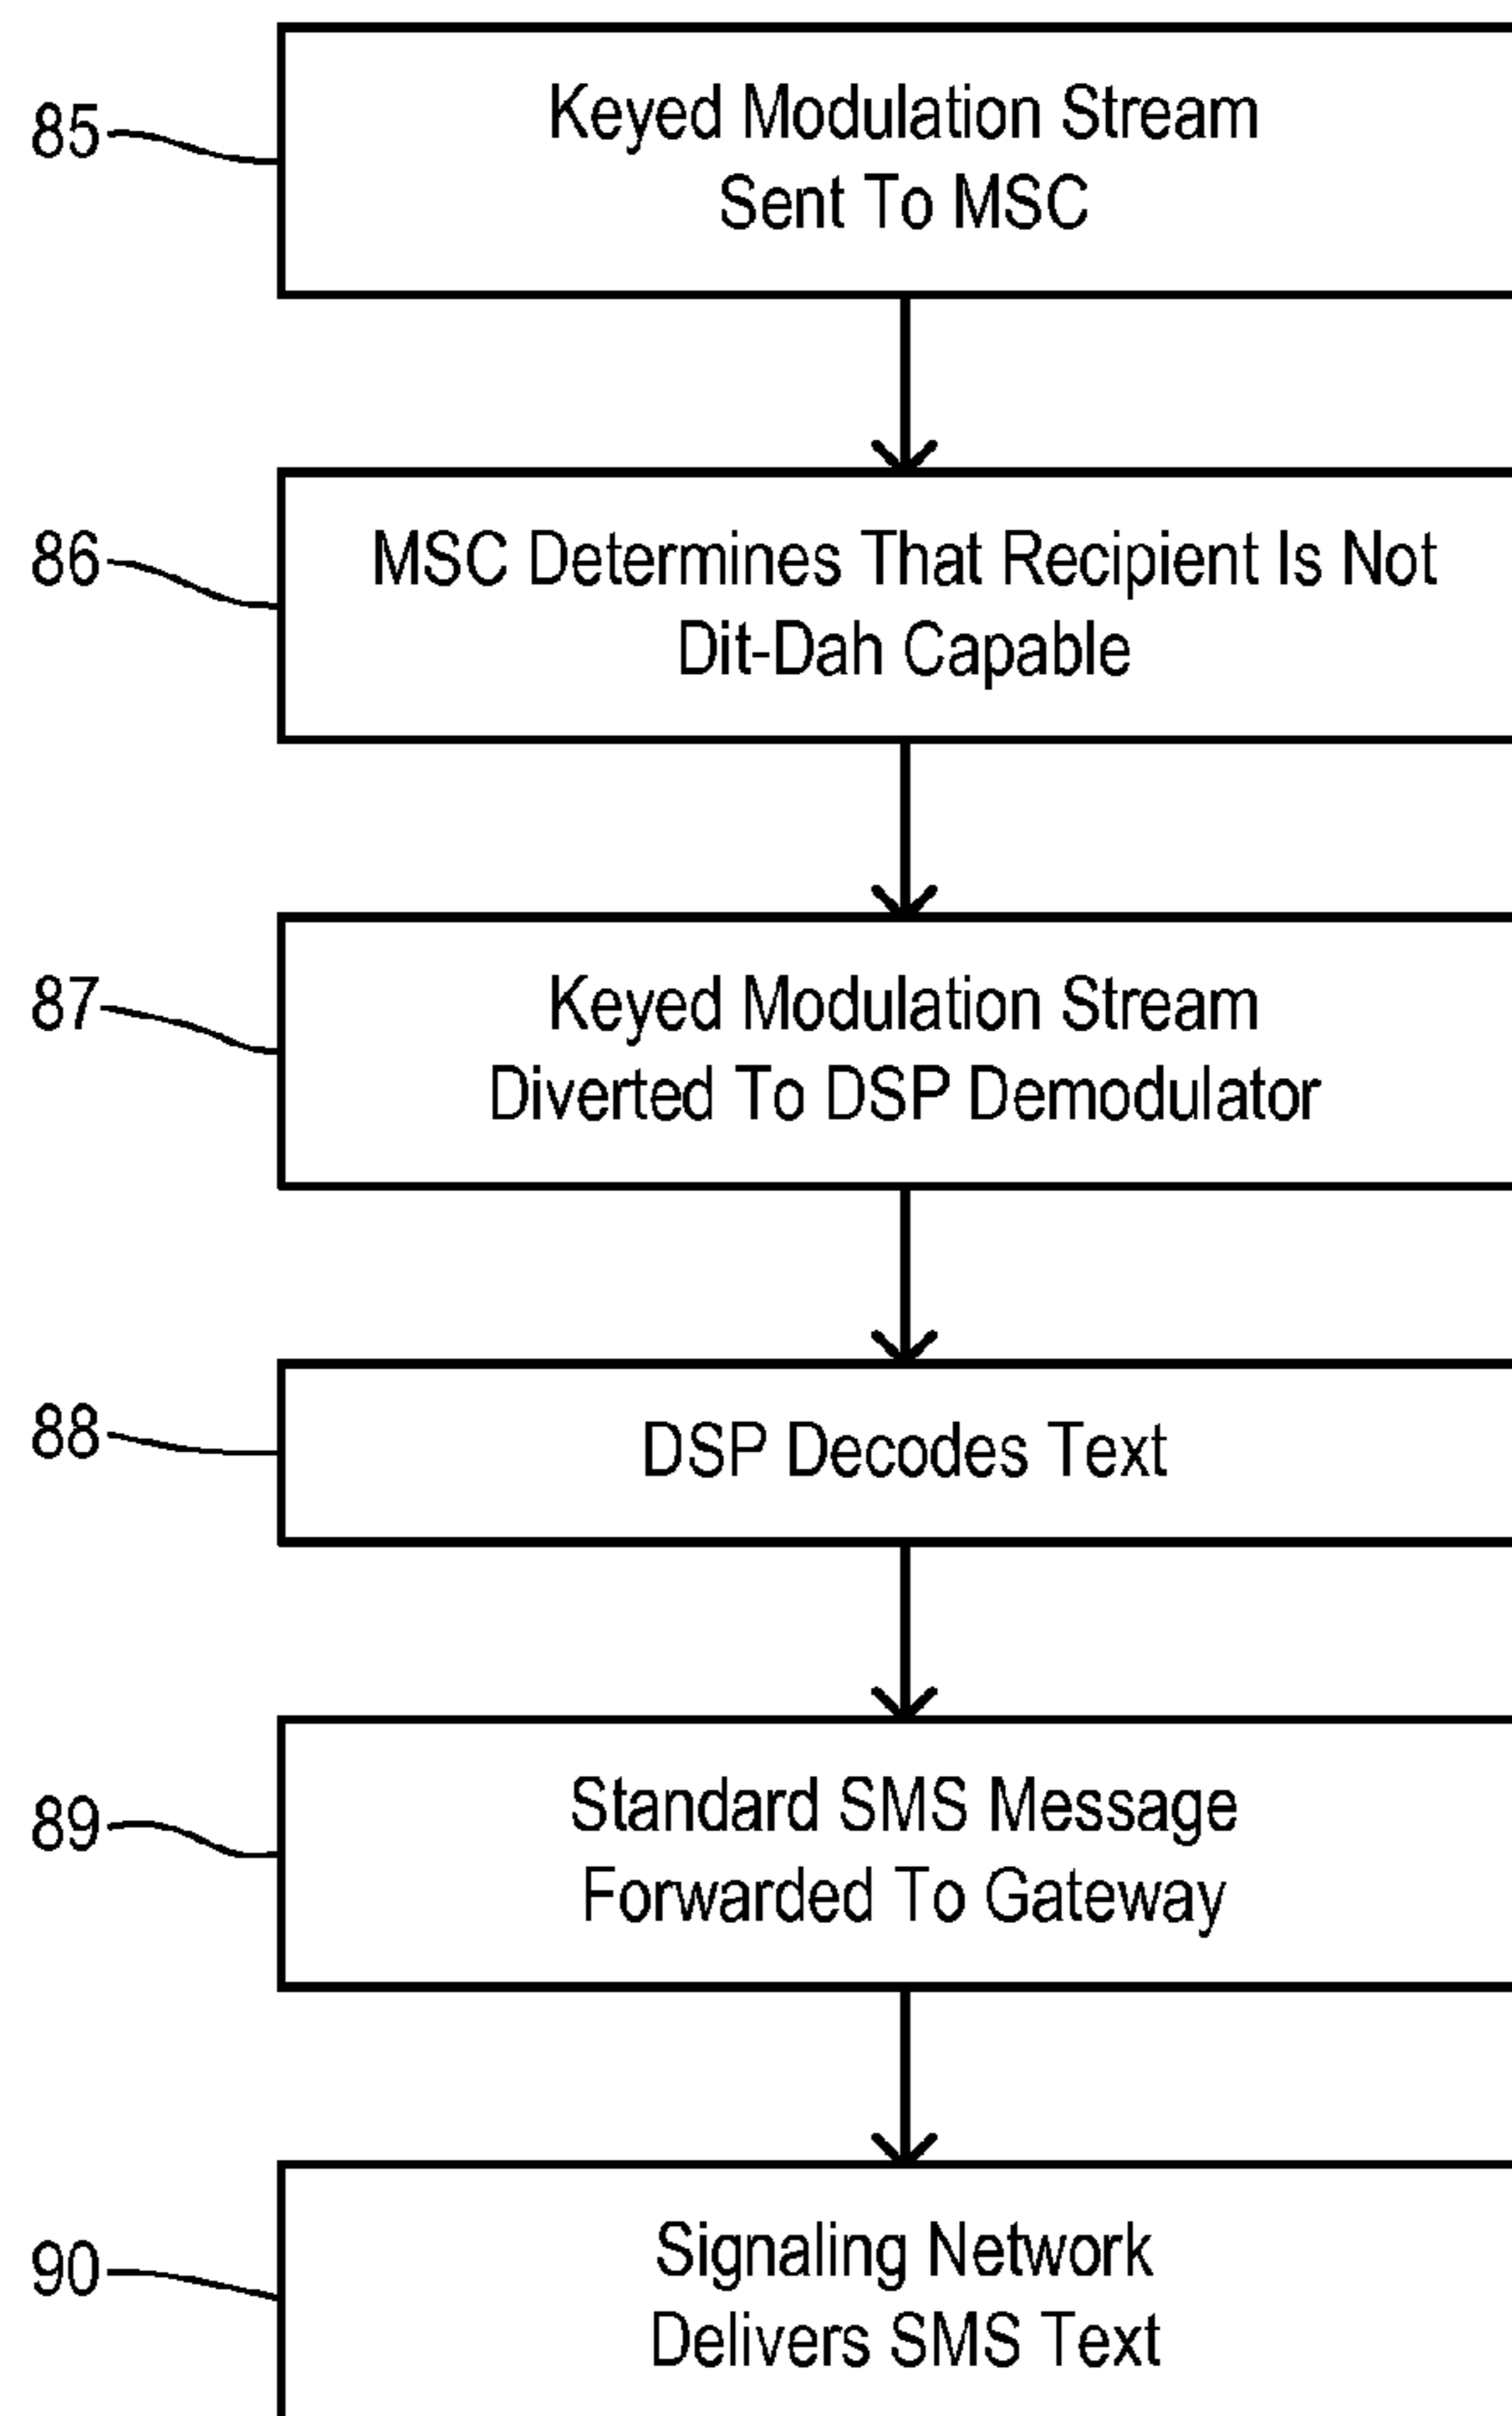 85
Keyed Modulation Stream
Sent To MSC
86
MSC Determines That Recipient Is Not
Dit-Dah Capable
87
Keyed Modulation Stream
Diverted To DSP Demodulator
88
DSP Decodes Text
89
Standard SMS Message
Forwarded To Gateway
90
Signaling Network
Delivers SMS Text